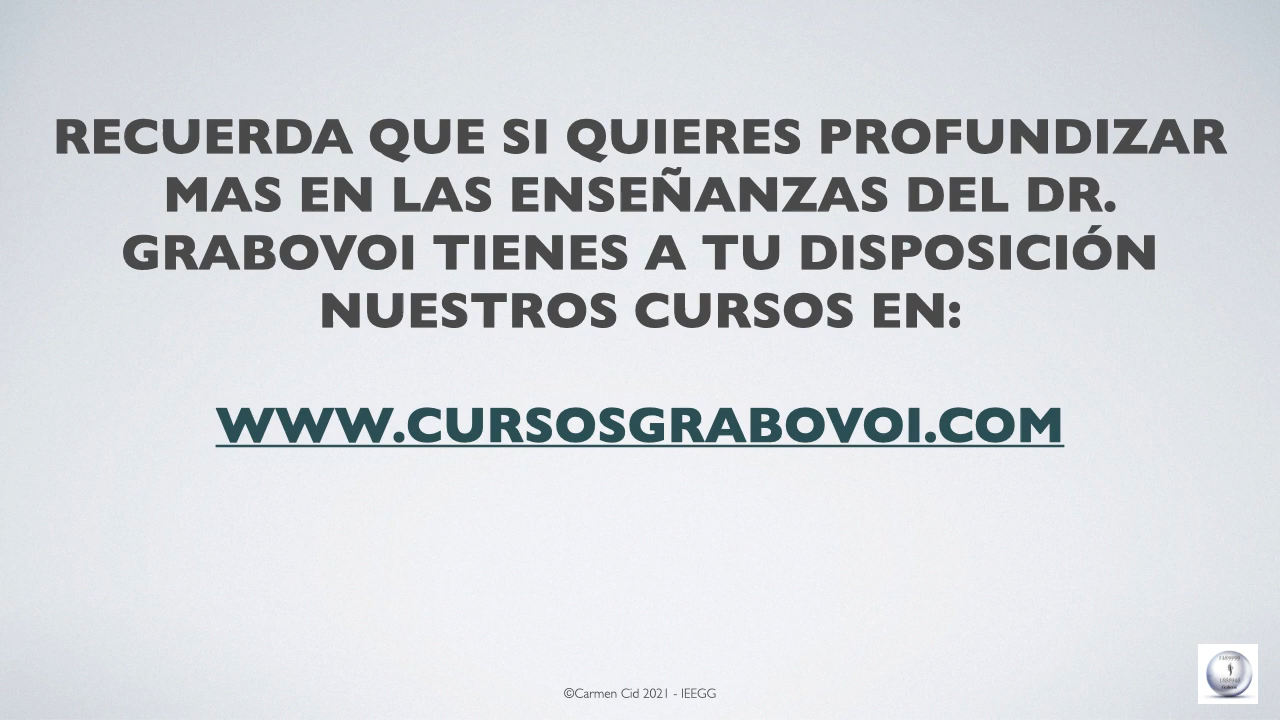 RECUERDA QUE SI QUIERES PROFUNDIZAR
MAS EN LAS ENSEÑANZAS DEL DR.
GRABOVOI TIENES A TU DISPOSICIÓN
NUESTROS CURSOS EN:
WWW.CURSOSGRABOVOI.COM
©Carmen Cid 2021 - IEEGG